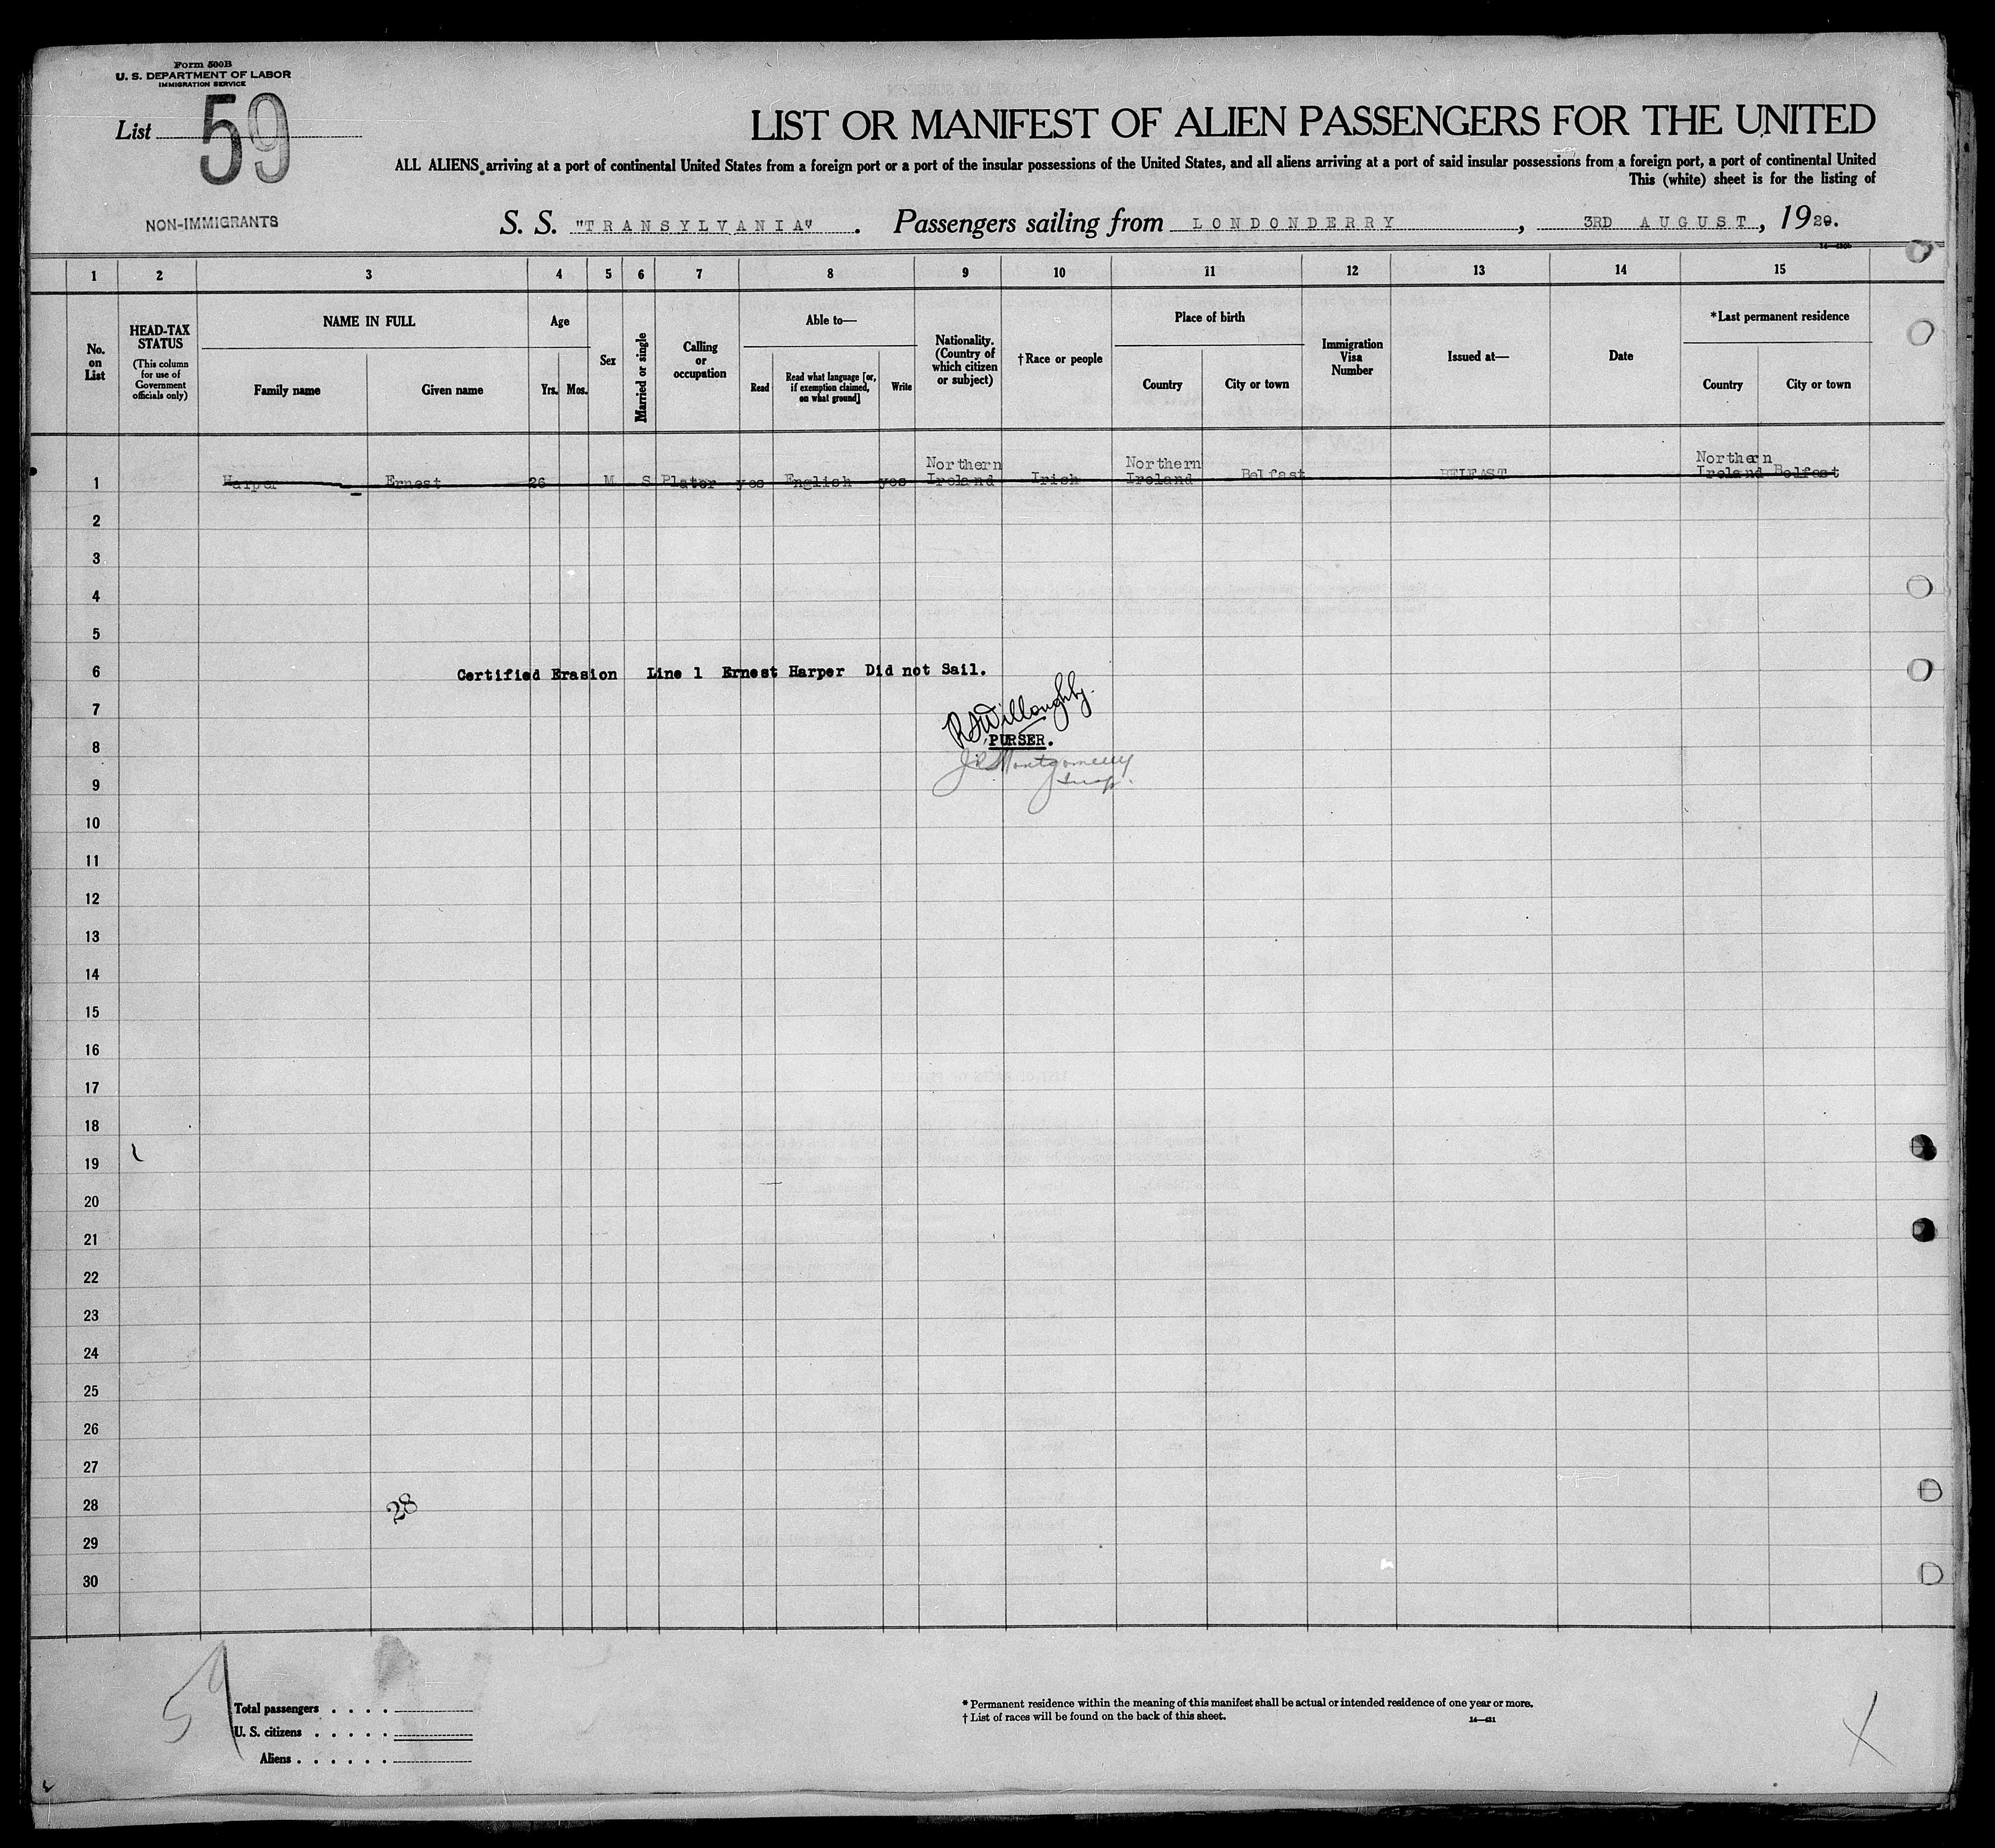 Form 500B
U. S. DEPARTMENT OF LABOR
IMMIGRATION SERVICE
List 59
LIST OR MANIFEST OF ALIEN PASSENGERS FOR THE UNITED
ALL ALIENS arriving at a port of continental United States from a foreign port or a port of the insular possessions of the United States, and all aliens arriving at a port of said insular possessions from a foreign port, a port of continental United
This (white) sheet is for the listing of
NON-IMMIGRANTS
S. S. "TRANSYLVANIA". Passengers sailing from LONDONDERRY, 3RD AUGUST, 1929.
1 2 3 4 5 6 7 8 9 10 11 12 13 14 15
No. on List
HEAD-TAX STATUS
(This column for use of Government officials only)
NAME IN FULL
Family name
Given name
Age
Yrs. Mos.
Sex
Married or single
Calling or occupation
Able to—
Read
Read what language [or, if exemption claimed, on what ground]
Write
Nationality. (Country of which citizen or subject)
†Race or people
Place of birth
Country
City or town
Immigration Visa Number
Issued at—
Date
*Last permanent residence
Country
City or town
1 Harper Ernest 26 M S Plater yes English yes Northern Ireland Irish Northern Ireland Belfast BELFAST Northern Ireland Belfast
2
3
4
5
6 Certified Erasion Line 1 Ernest Harper Did not Sail.
7 Willoughby.
8 PURSER.
Montgomery
9 Insp.
10
11
12
13
14
15
16
17
18
19
20
21
22
23
24
25
26
27
28 28
29
30
59
Total passengers . . . .
U. S. citizens . . . . .
Aliens . . . . . .
* Permanent residence within the meaning of this manifest shall be actual or intended residence of one year or more.
† List of races will be found on the back of this sheet.
X